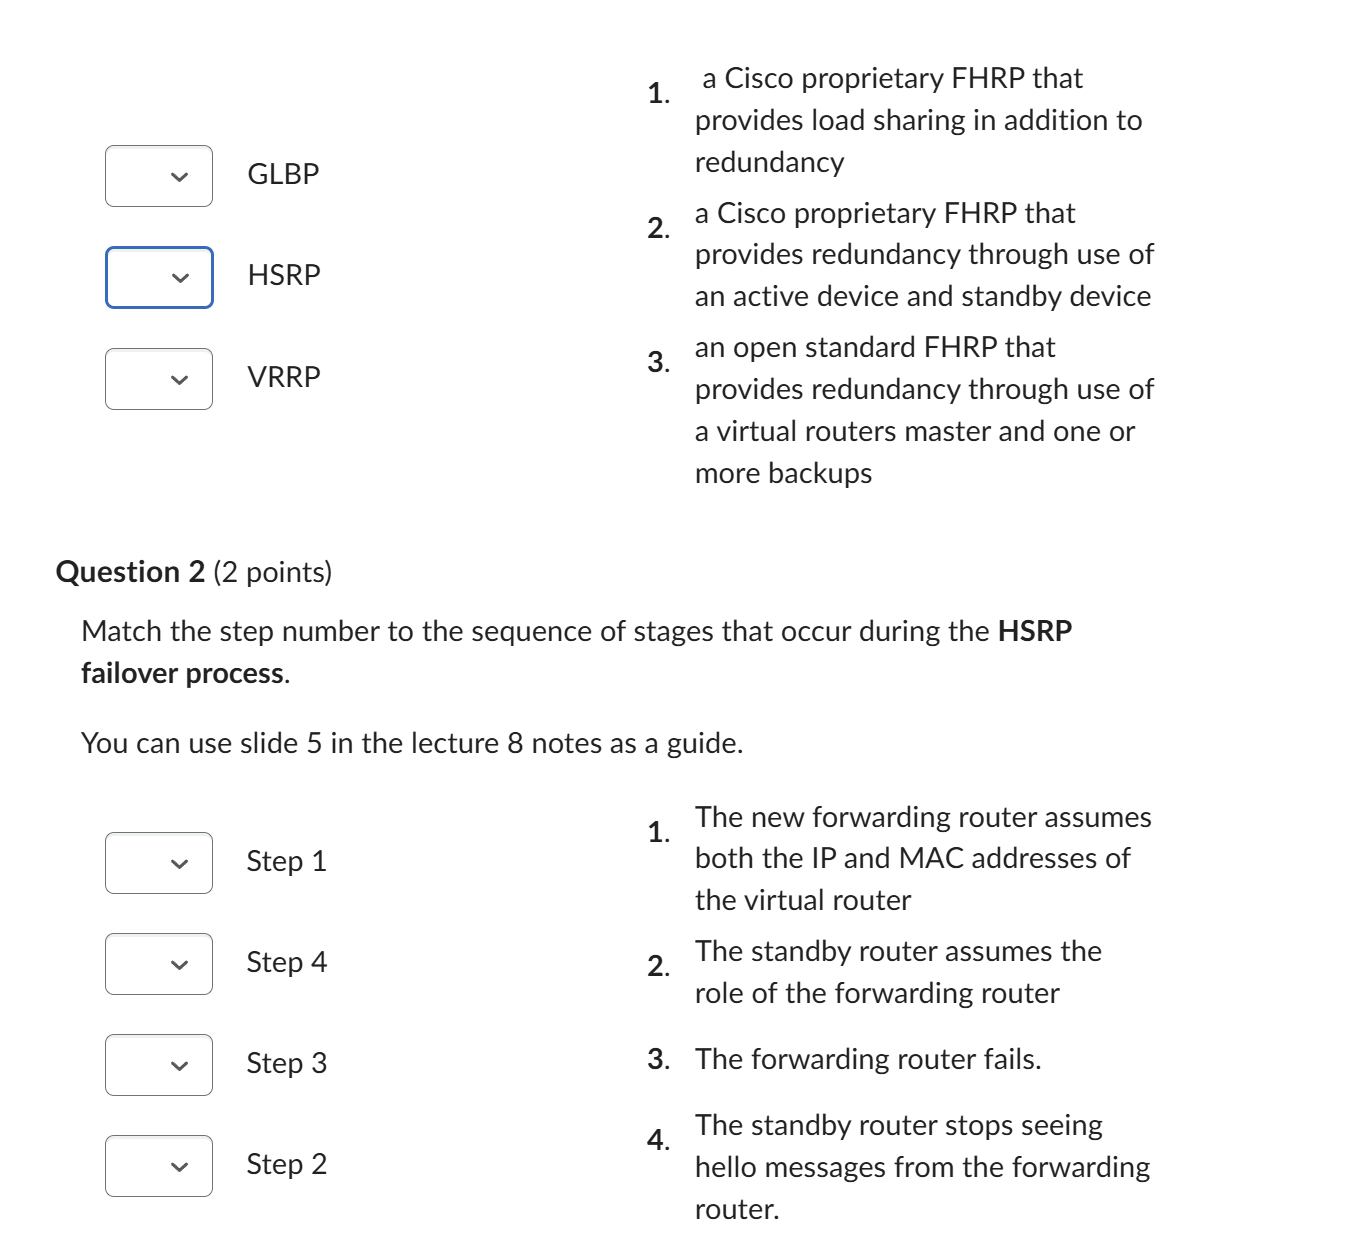 GLBP
HSRP
VRRP
1. a Cisco proprietary FHRP that
provides load sharing in addition to
redundancy
2. a Cisco proprietary FHRP that
provides redundancy through use of
an active device and standby device
3. an open standard FHRP that
provides redundancy through use of
a virtual routers master and one or
more backups
Question 2 (2 points)
Match the step number to the sequence of stages that occur during the HSRP
failover process.
You can use slide 5 in the lecture 8 notes as a guide.
Step 1
Step 4
Step 3
Step 2
1. The new forwarding router assumes
both the IP and MAC addresses of
the virtual router
2. The standby router assumes the
role of the forwarding router
3. The forwarding router fails.
4. The standby router stops seeing
hello messages from the forwarding
router.